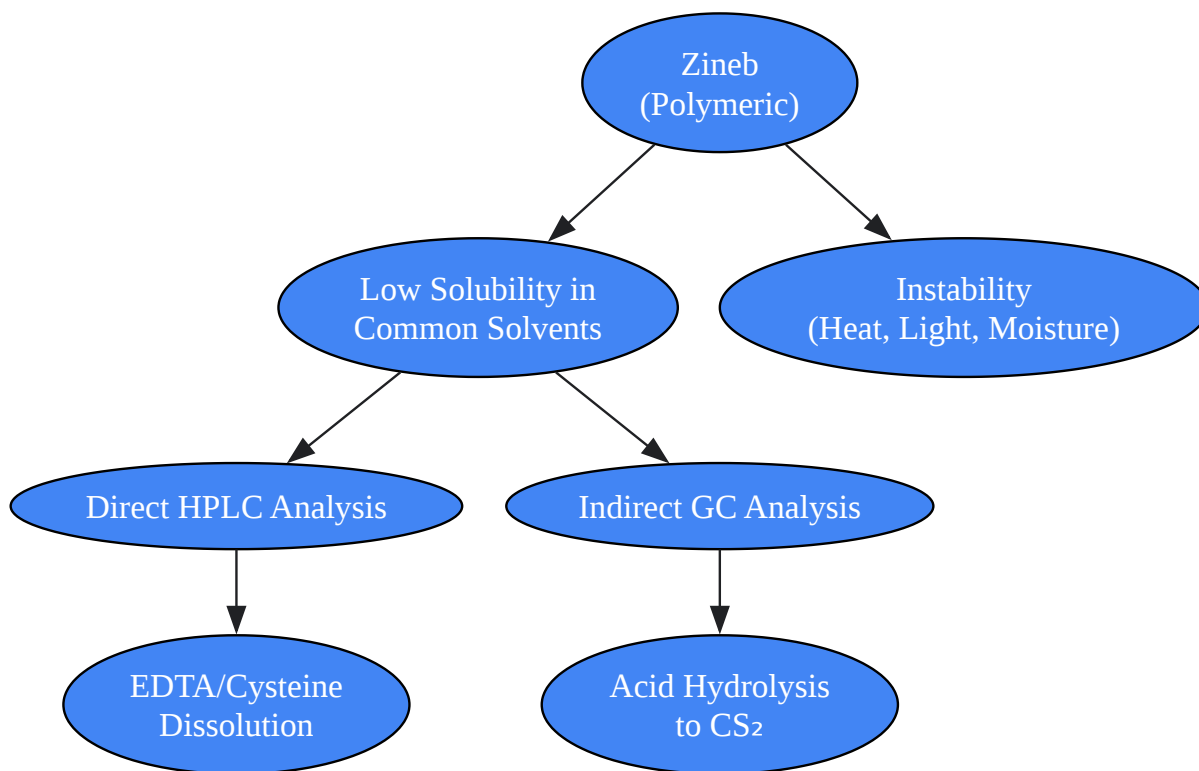 Zineb
(Polymeric)
Low Solubility in
Common Solvents
Instability
(Heat, Light, Moisture)
Direct HPLC Analysis
Indirect GC Analysis
EDTA/Cysteine
Dissolution
Acid Hydrolysis
to CS₂